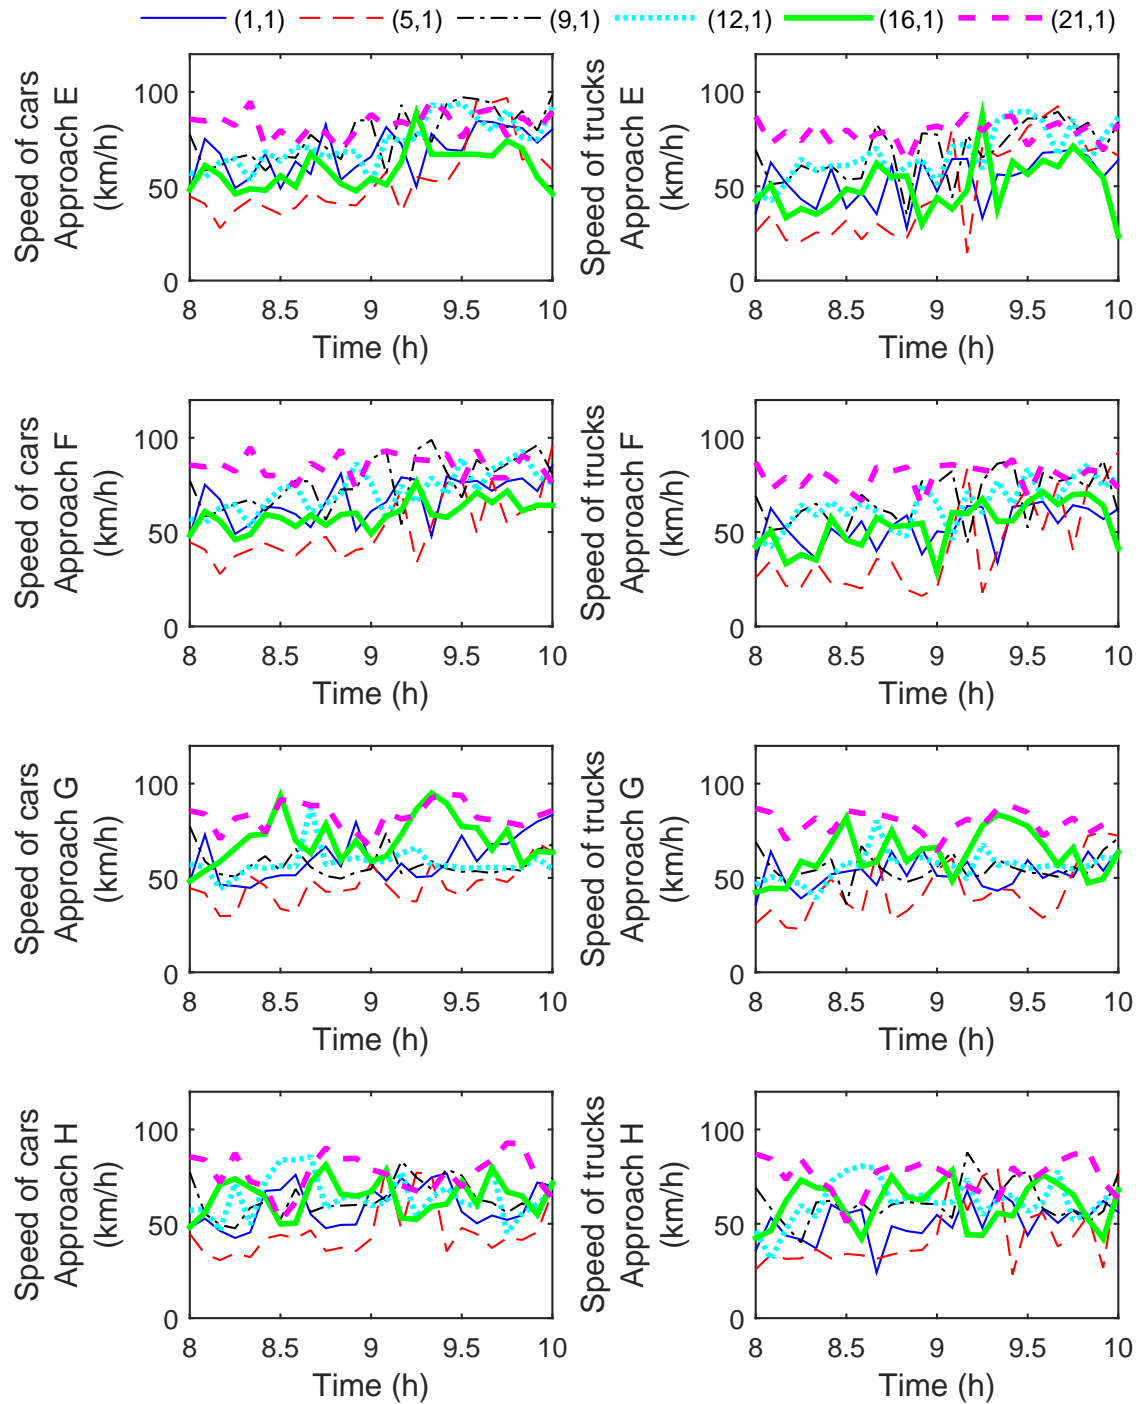 (1,1) (5,1) (9,1) (12,1) (16,1) (21,1)
Speed of cars
Approach E
(km/h)
100
50
0
8 8.5 9 9.5 10
Time (h)
Speed of trucks
Approach E
(km/h)
100
50
0
8 8.5 9 9.5 10
Time (h)
Speed of cars
Approach F
(km/h)
100
50
0
8 8.5 9 9.5 10
Time (h)
Speed of trucks
Approach F
(km/h)
100
50
0
8 8.5 9 9.5 10
Time (h)
Speed of cars
Approach G
(km/h)
100
50
0
8 8.5 9 9.5 10
Time (h)
Speed of trucks
Approach G
(km/h)
100
50
0
8 8.5 9 9.5 10
Time (h)
Speed of cars
Approach H
(km/h)
100
50
0
8 8.5 9 9.5 10
Time (h)
Speed of trucks
Approach H
(km/h)
100
50
0
8 8.5 9 9.5 10
Time (h)